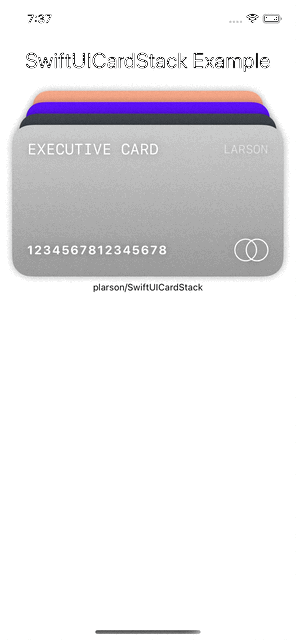 7:37
SwiftUICardStack Example
EXECUTIVE CARD
LARSON
1234567812345678
plarson/SwiftUICardStack